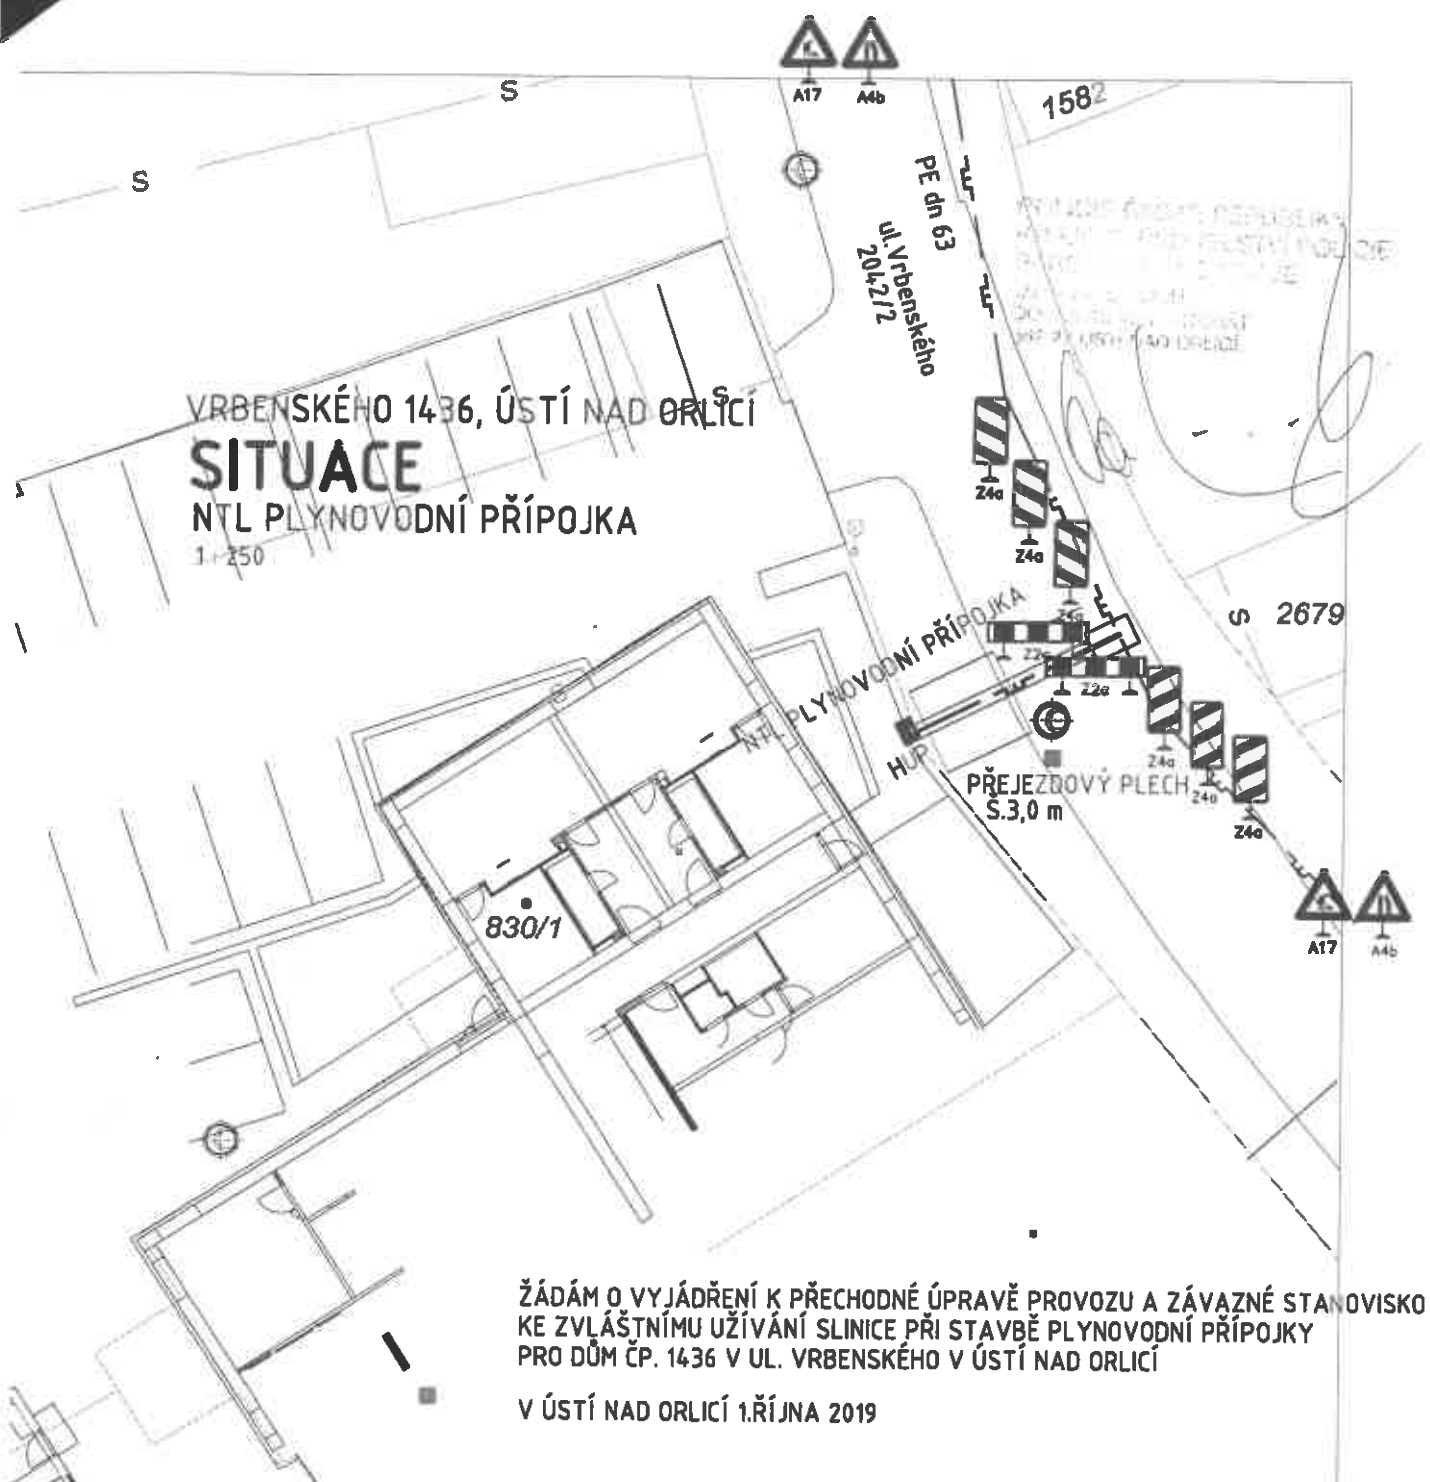 A17 A4b
1582
S
S
PE dn 63
ul.Vrbenského
2042/2
VRBENSKÉHO 1436, ÚSTÍ NAD ORLICÍ
S
SITUACE
NTL PLYNOVODNÍ PŘÍPOJKA
1:250
Z4a
Z4a
Z4a
S 2679
NTL PLYNOVODNÍ PŘÍPOJKA
Z2e
Z2e
HUP
PŘEJEZDOVÝ PLECH
Š.3,0 m
Z4a
Z4a
Z4a
830/1
A17 A4b
ŽÁDÁM O VYJÁDŘENÍ K PŘECHODNÉ ÚPRAVĚ PROVOZU A ZÁVAZNÉ STANOVISKO
KE ZVLÁŠTNÍMU UŽÍVÁNÍ SLINICE PŘI STAVBĚ PLYNOVODNÍ PŘÍPOJKY
PRO DŮM ČP. 1436 V UL. VRBENSKÉHO V ÚSTÍ NAD ORLICÍ
V ÚSTÍ NAD ORLICÍ 1.ŘÍJNA 2019